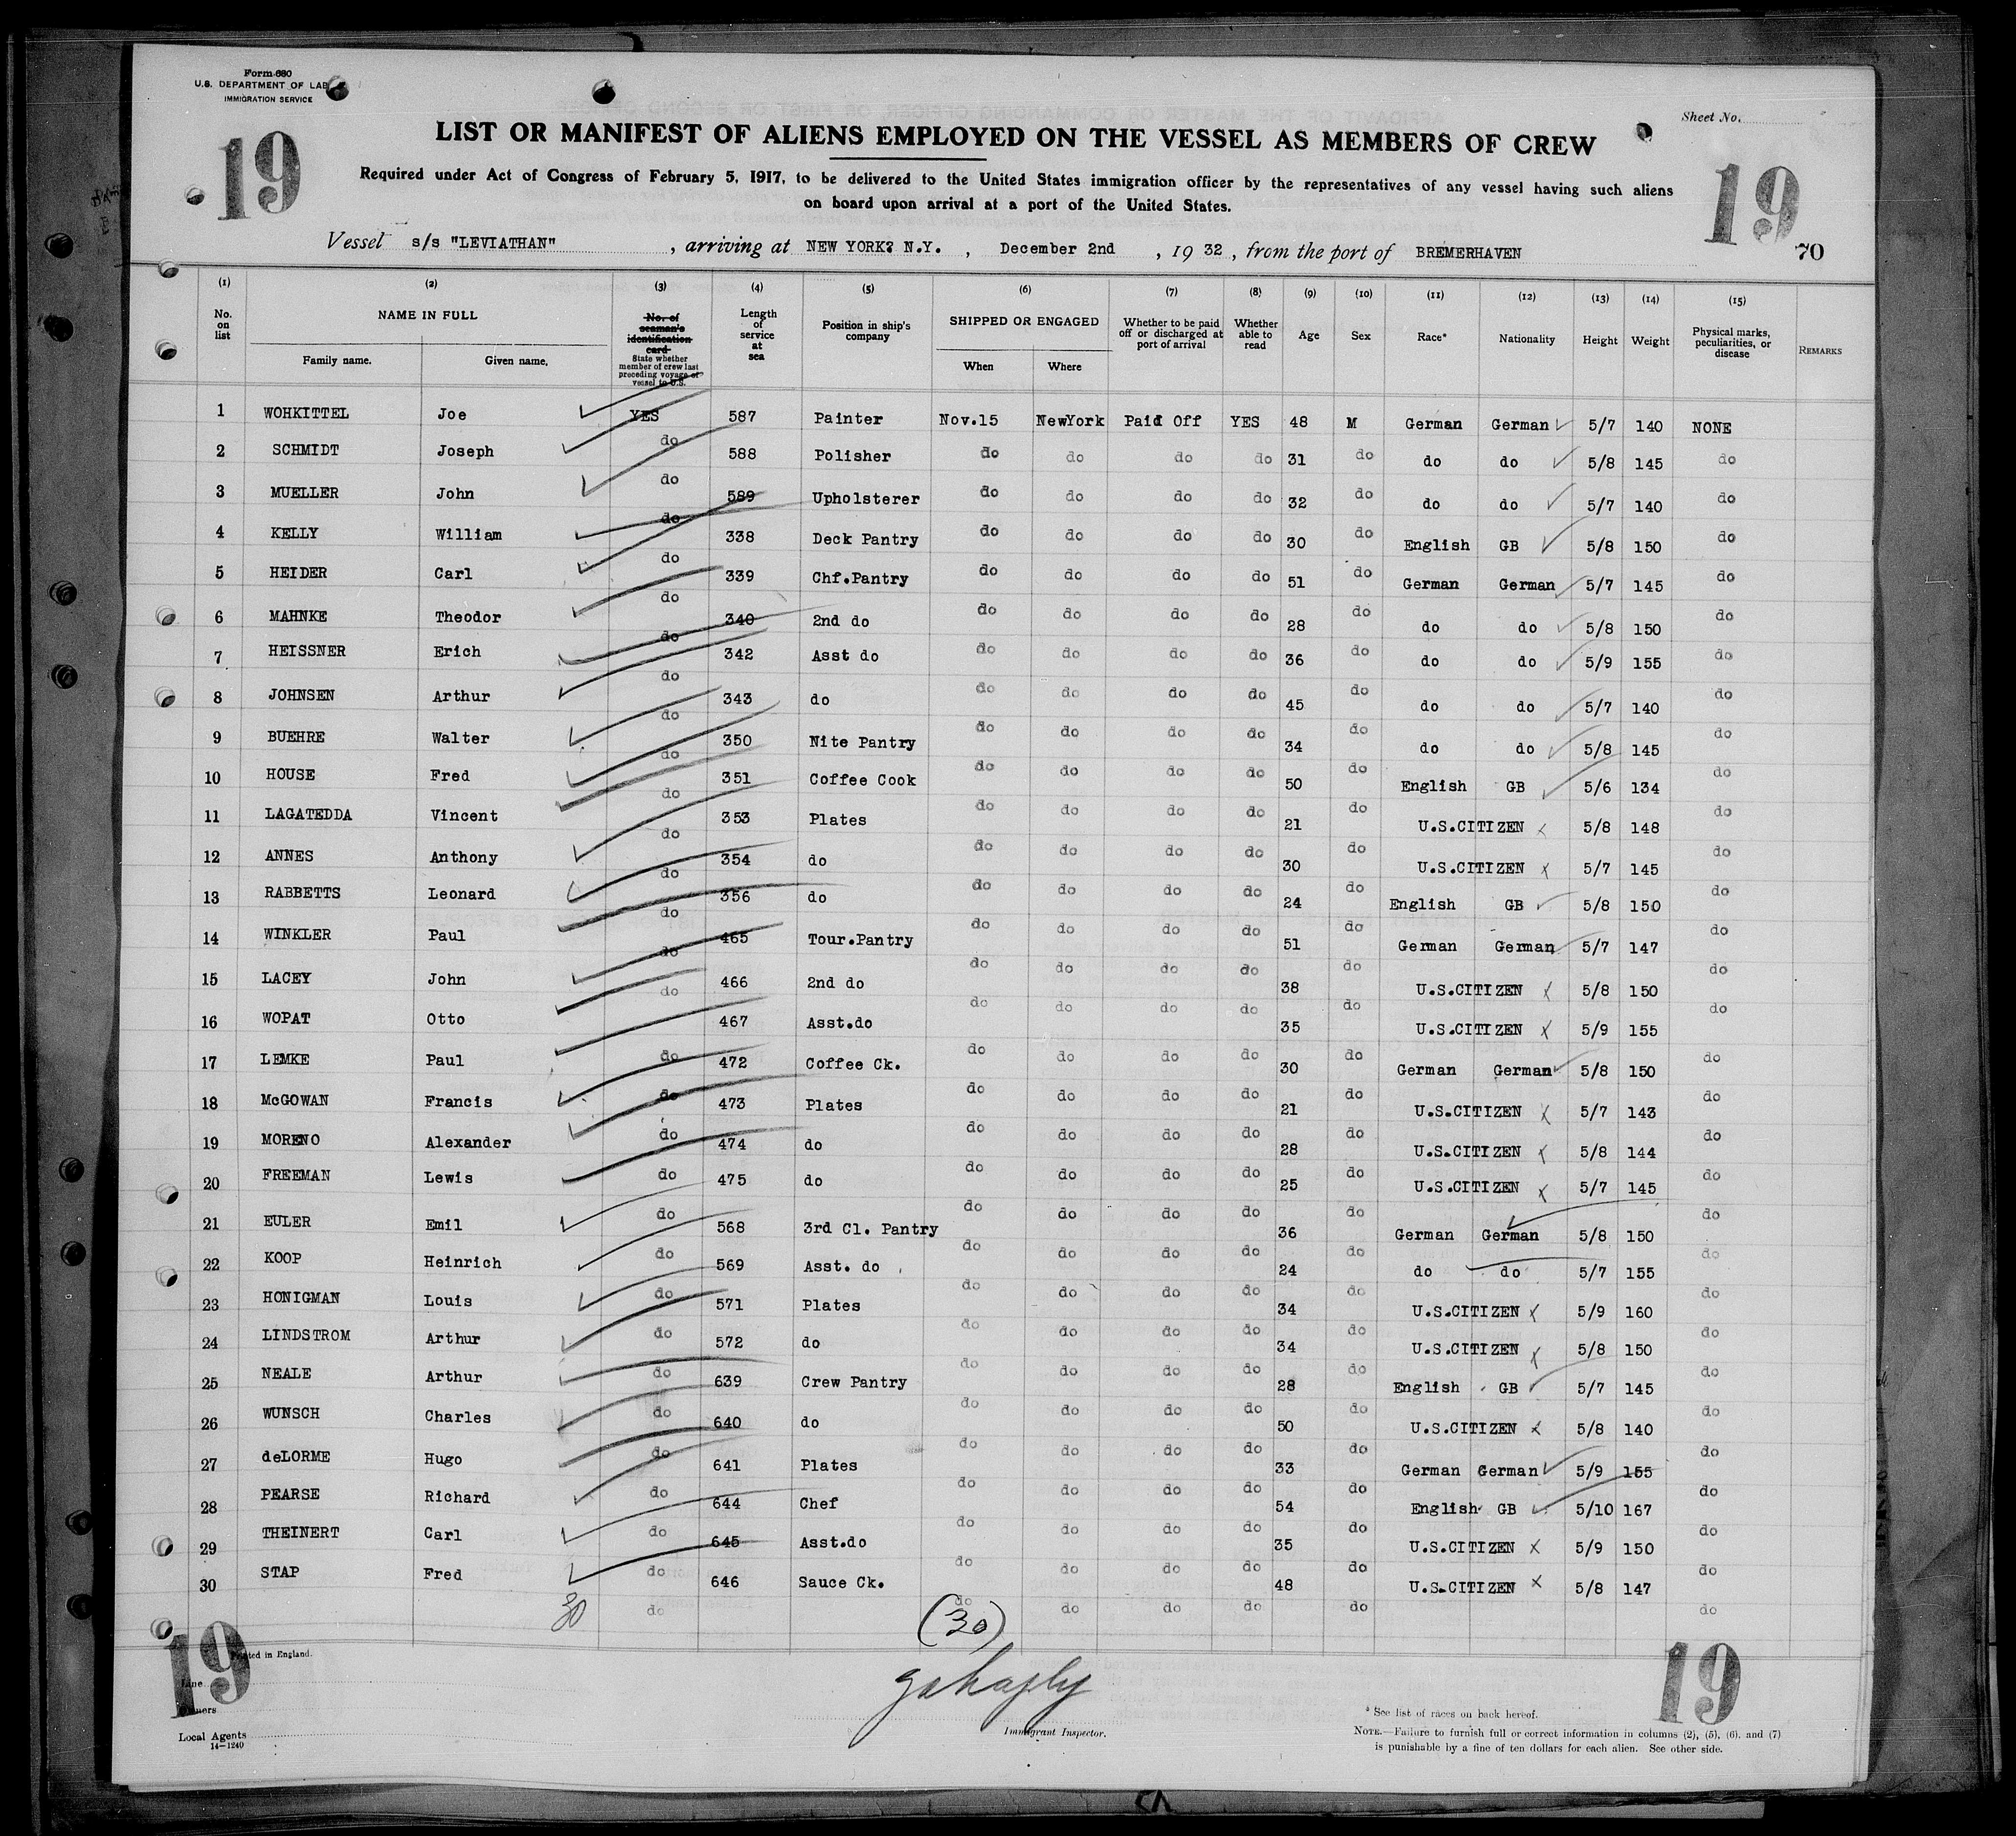 Form 680
U.S. DEPARTMENT OF LAB
IMMIGRATION SERVICE
Sheet No.
19
19
LIST OR MANIFEST OF ALIENS EMPLOYED ON THE VESSEL AS MEMBERS OF CREW
Required under Act of Congress of February 5, 1917, to be delivered to the United States immigration officer by the representatives of any vessel having such aliens
on board upon arrival at a port of the United States.
Vessel s/s "LEVIATHAN", arriving at NEW YORK? N.Y., December 2nd, 1932, from the port of BREMERHAVEN 70
(1) (2) (3) (4) (5) (6) (7) (8) (9) (10) (11) (12) (13) (14) (15)
No. on list NAME IN FULL Family name. Given name. No. of seaman's identification card State whether member of crew last preceding voyage of vessel to U.S. Length of service at sea Position in ship's company SHIPPED OR ENGAGED When Where Whether to be paid off or discharged at port of arrival Whether able to read Age Sex Race* Nationality Height Weight Physical marks, peculiarities, or disease REMARKS
1 WOHKITTEL Joe YES 587 Painter Nov.15 NewYork Paid Off YES 48 M German German 5/7 140 NONE
2 SCHMIDT Joseph do 588 Polisher do do do do 31 do do do 5/8 145 do
3 MUELLER John do 589 Upholsterer do do do do 32 do do do 5/7 140 do
4 KELLY William do 338 Deck Pantry do do do do 30 do English GB 5/8 150 do
5 HEIDER Carl do 339 Chf.Pantry do do do do 51 do German German 5/7 145 do
6 MAHNKE Theodor do 340 2nd do do do do do 28 do do do 5/8 150 do
7 HEISSNER Erich do 342 Asst do do do do do 36 do do do 5/9 155 do
8 JOHNSEN Arthur do 343 do do do do do 45 do do do 5/7 140 do
9 BUEHRE Walter do 350 Nite Pantry do do do do 34 do do do 5/8 145 do
10 HOUSE Fred do 351 Coffee Cook do do do do 50 do English GB 5/6 134 do
11 LAGATEDDA Vincent do 353 Plates do do do do 21 do U.S.CITIZEN 5/8 148 do
12 ANNES Anthony do 354 do do do do do 30 do U.S.CITIZEN 5/7 145 do
13 RABBETTS Leonard do 356 do do do do do 24 do English GB 5/8 150 do
14 WINKLER Paul do 465 Tour.Pantry do do do do 51 do German German 5/7 147 do
15 LACEY John do 466 2nd do do do do do 38 do U.S.CITIZEN 5/8 150 do
16 WOPAT Otto do 467 Asst.do do do do do 35 do U.S.CITIZEN 5/9 155 do
17 LEMKE Paul do 472 Coffee Ck. do do do do 30 do German German 5/8 150 do
18 McGOWAN Francis do 473 Plates do do do do 21 do U.S.CITIZEN 5/7 143 do
19 MORENO Alexander do 474 do do do do do 28 do U.S.CITIZEN 5/8 144 do
20 FREEMAN Lewis do 475 do do do do do 25 do U.S.CITIZEN 5/7 145 do
21 EULER Emil do 568 3rd Cl. Pantry do do do do 36 do German German 5/8 150 do
22 KOOP Heinrich do 569 Asst. do do do do do 24 do do do 5/7 155 do
23 HONIGMAN Louis do 571 Plates do do do do 34 do U.S.CITIZEN 5/9 160 do
24 LINDSTROM Arthur do 572 do do do do do 34 do U.S.CITIZEN 5/8 150 do
25 NEALE Arthur do 639 Crew Pantry do do do do 28 do English GB 5/7 145 do
26 WUNSCH Charles do 640 do do do do do 50 do U.S.CITIZEN 5/8 140 do
27 deLORME Hugo do 641 Plates do do do do 33 do German German 5/9 155 do
28 PEARSE Richard do 644 Chef do do do do 54 do English GB 5/10 167 do
29 THEINERT Carl do 645 Asst.do do do do do 35 do U.S.CITIZEN 5/9 150 do
30 STAP Fred do 646 Sauce Ck. do do do do 48 do U.S.CITIZEN 5/8 147 do
30 do do do do do do do
(30)
19
19
Printed in England.
Owners
Local Agents
14-1240
Immigrant Inspector.
* See list of races on back hereof.
NOTE.—Failure to furnish full or correct information in columns (2), (5), (6), and (7)
is punishable by a fine of ten dollars for each alien. See other side.